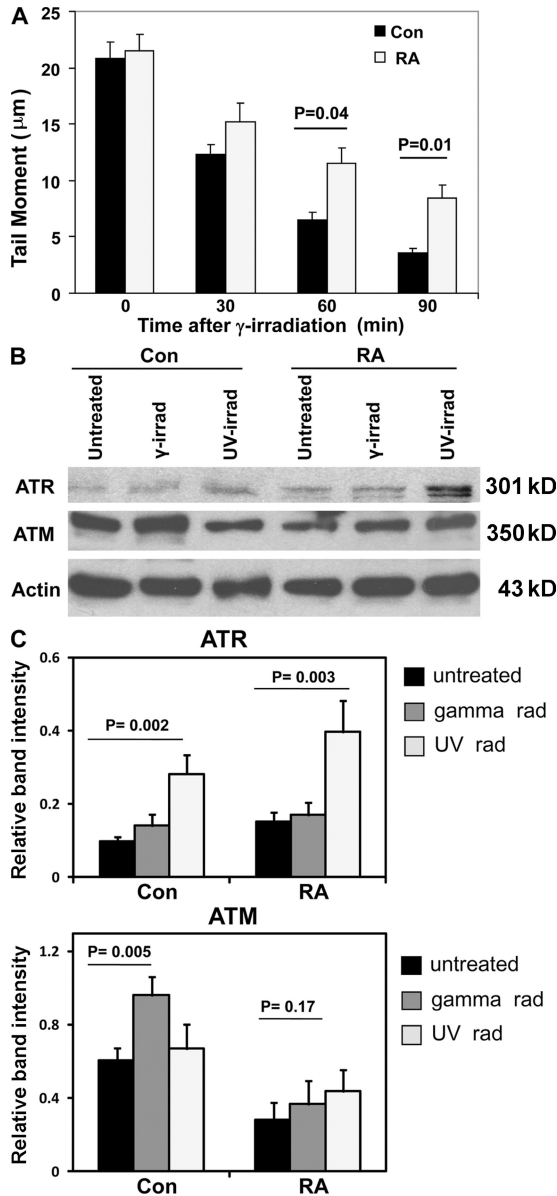 A
25
20
15
10
5
0
Tail Moment (μm)
Con
RA
P=0.04
P=0.01
0 30 60 90
Time after γ-irradiation (min)
B
Con RA
Untreated γ-irrad UV-irrad Untreated γ-irrad UV-irrad
ATR 301 kD
ATM 350 kD
Actin 43 kD
C
ATR
0.6
0.4
0.2
0
Relative band intensity
P= 0.002
P= 0.003
untreated
gamma rad
UV rad
Con RA
ATM
1.2
0.8
0.4
0
Relative band intensity
P= 0.005
P= 0.17
untreated
gamma rad
UV rad
Con RA